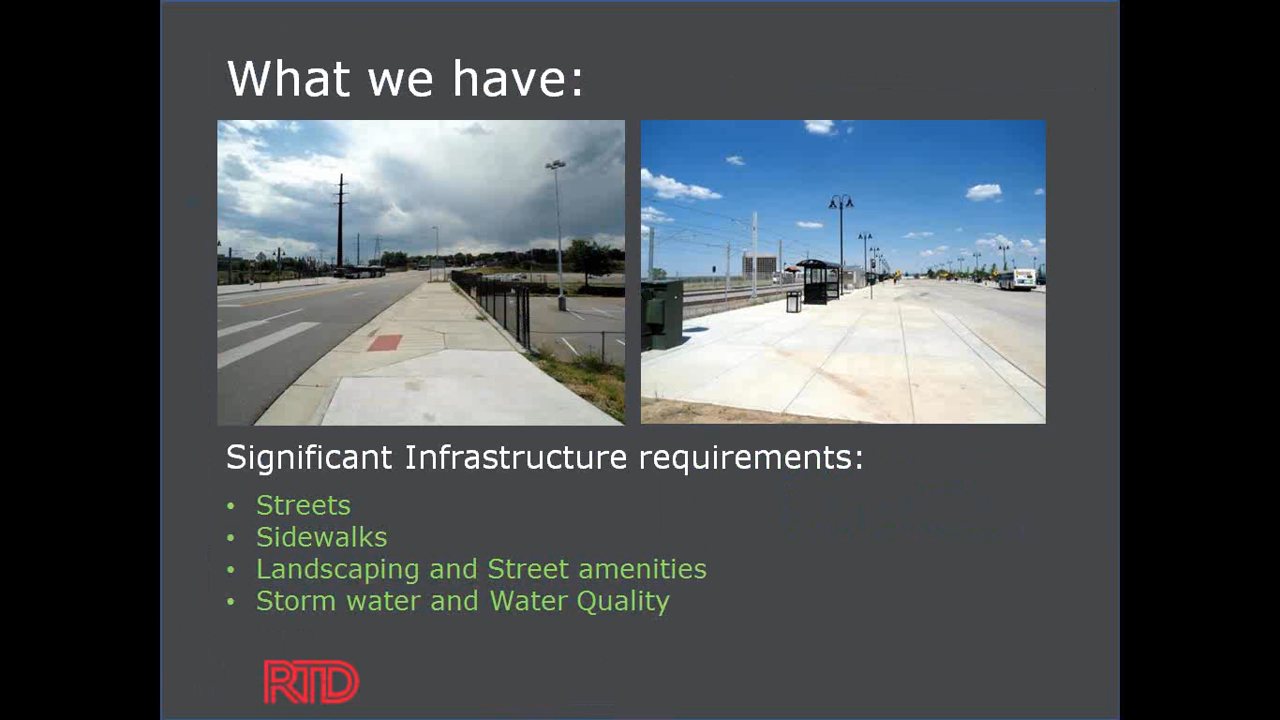 What we have:
Significant Infrastructure requirements:
• Streets
• Sidewalks
• Landscaping and Street amenities
• Storm water and Water Quality
RTD